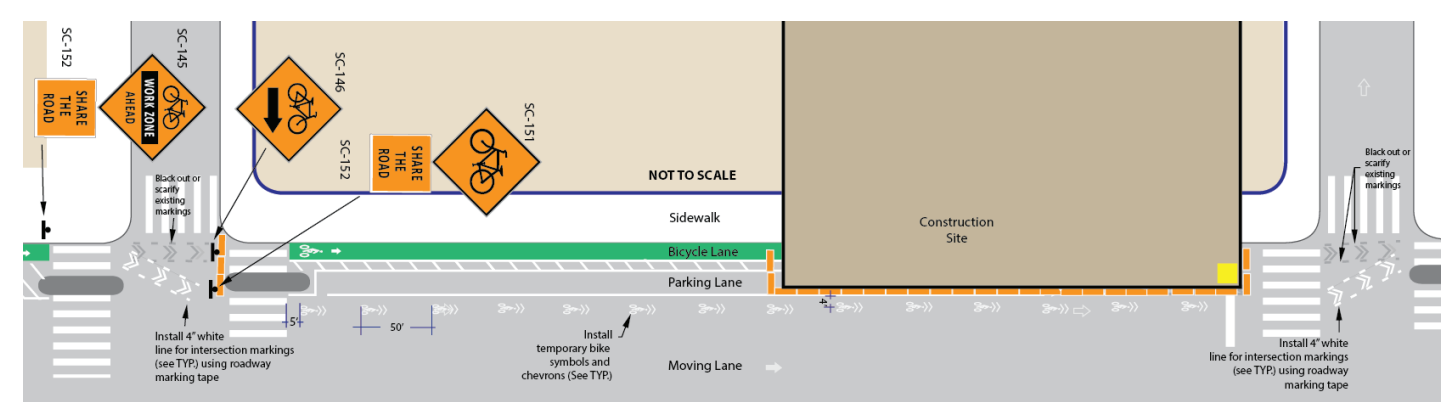 SC-152
SC-145
SHARE
THE
ROAD
WORK ZONE
AHEAD
SC-146
SC-152
SHARE
THE
ROAD
SC-151
Black out or
scarify
existing
markings
NOT TO SCALE
Sidewalk
Bicycle Lane
Parking Lane
Moving Lane
Construction
Site
Black out or
scarify
existing
markings
5'
50'
4'
Install 4" white
line for intersection markings
(see TYP.) using roadway
marking tape
Install
temporary bike
symbols and
chevrons (See TYP.)
Install 4" white
line for intersection markings
(see TYP.) using roadway
marking tape